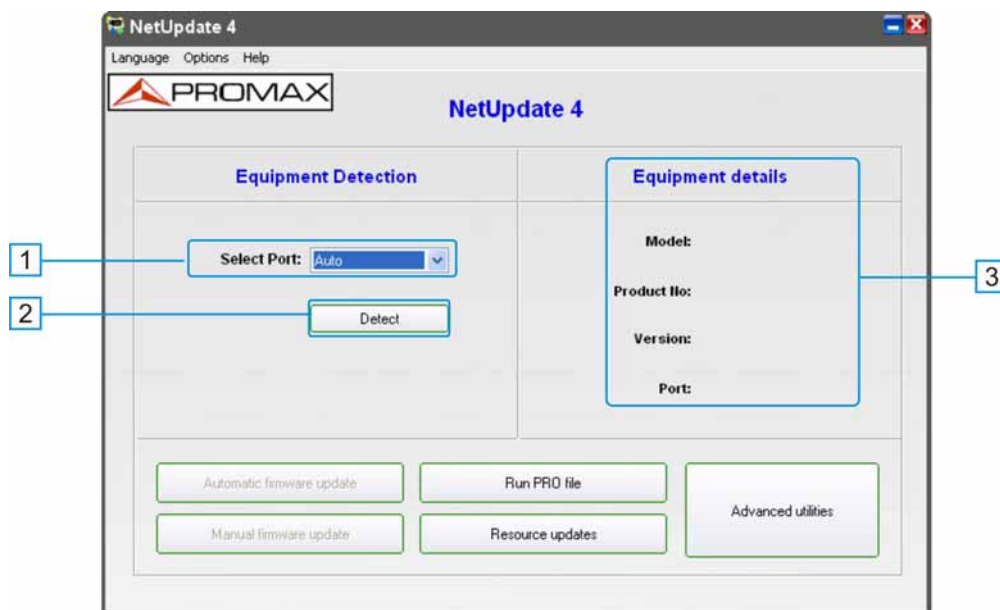 NetUpdate 4
Language Options Help
PROMAX
NetUpdate 4
Equipment Detection
Equipment details
1
Select Port: Auto
2
Detect
Model:
Product No:
Version:
Port:
3
Automatic firmware update
Run PRO file
Advanced utilities
Manual firmware update
Resource updates